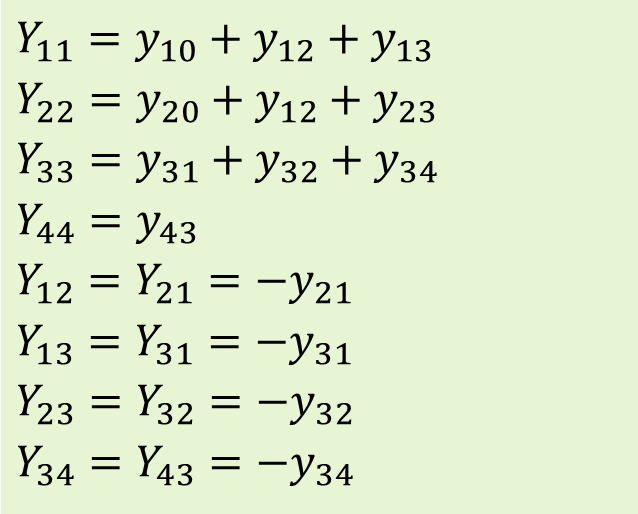 Y₁₁ = y₁₀ + y₁₂ + y₁₃
Y₂₂ = y₂₀ + y₁₂ + y₂₃
Y₃₃ = y₃₁ + y₃₂ + y₃₄
Y₄₄ = y₄₃
Y₁₂ = Y₂₁ = −y₂₁
Y₁₃ = Y₃₁ = −y₃₁
Y₂₃ = Y₃₂ = −y₃₂
Y₃₄ = Y₄₃ = −y₃₄